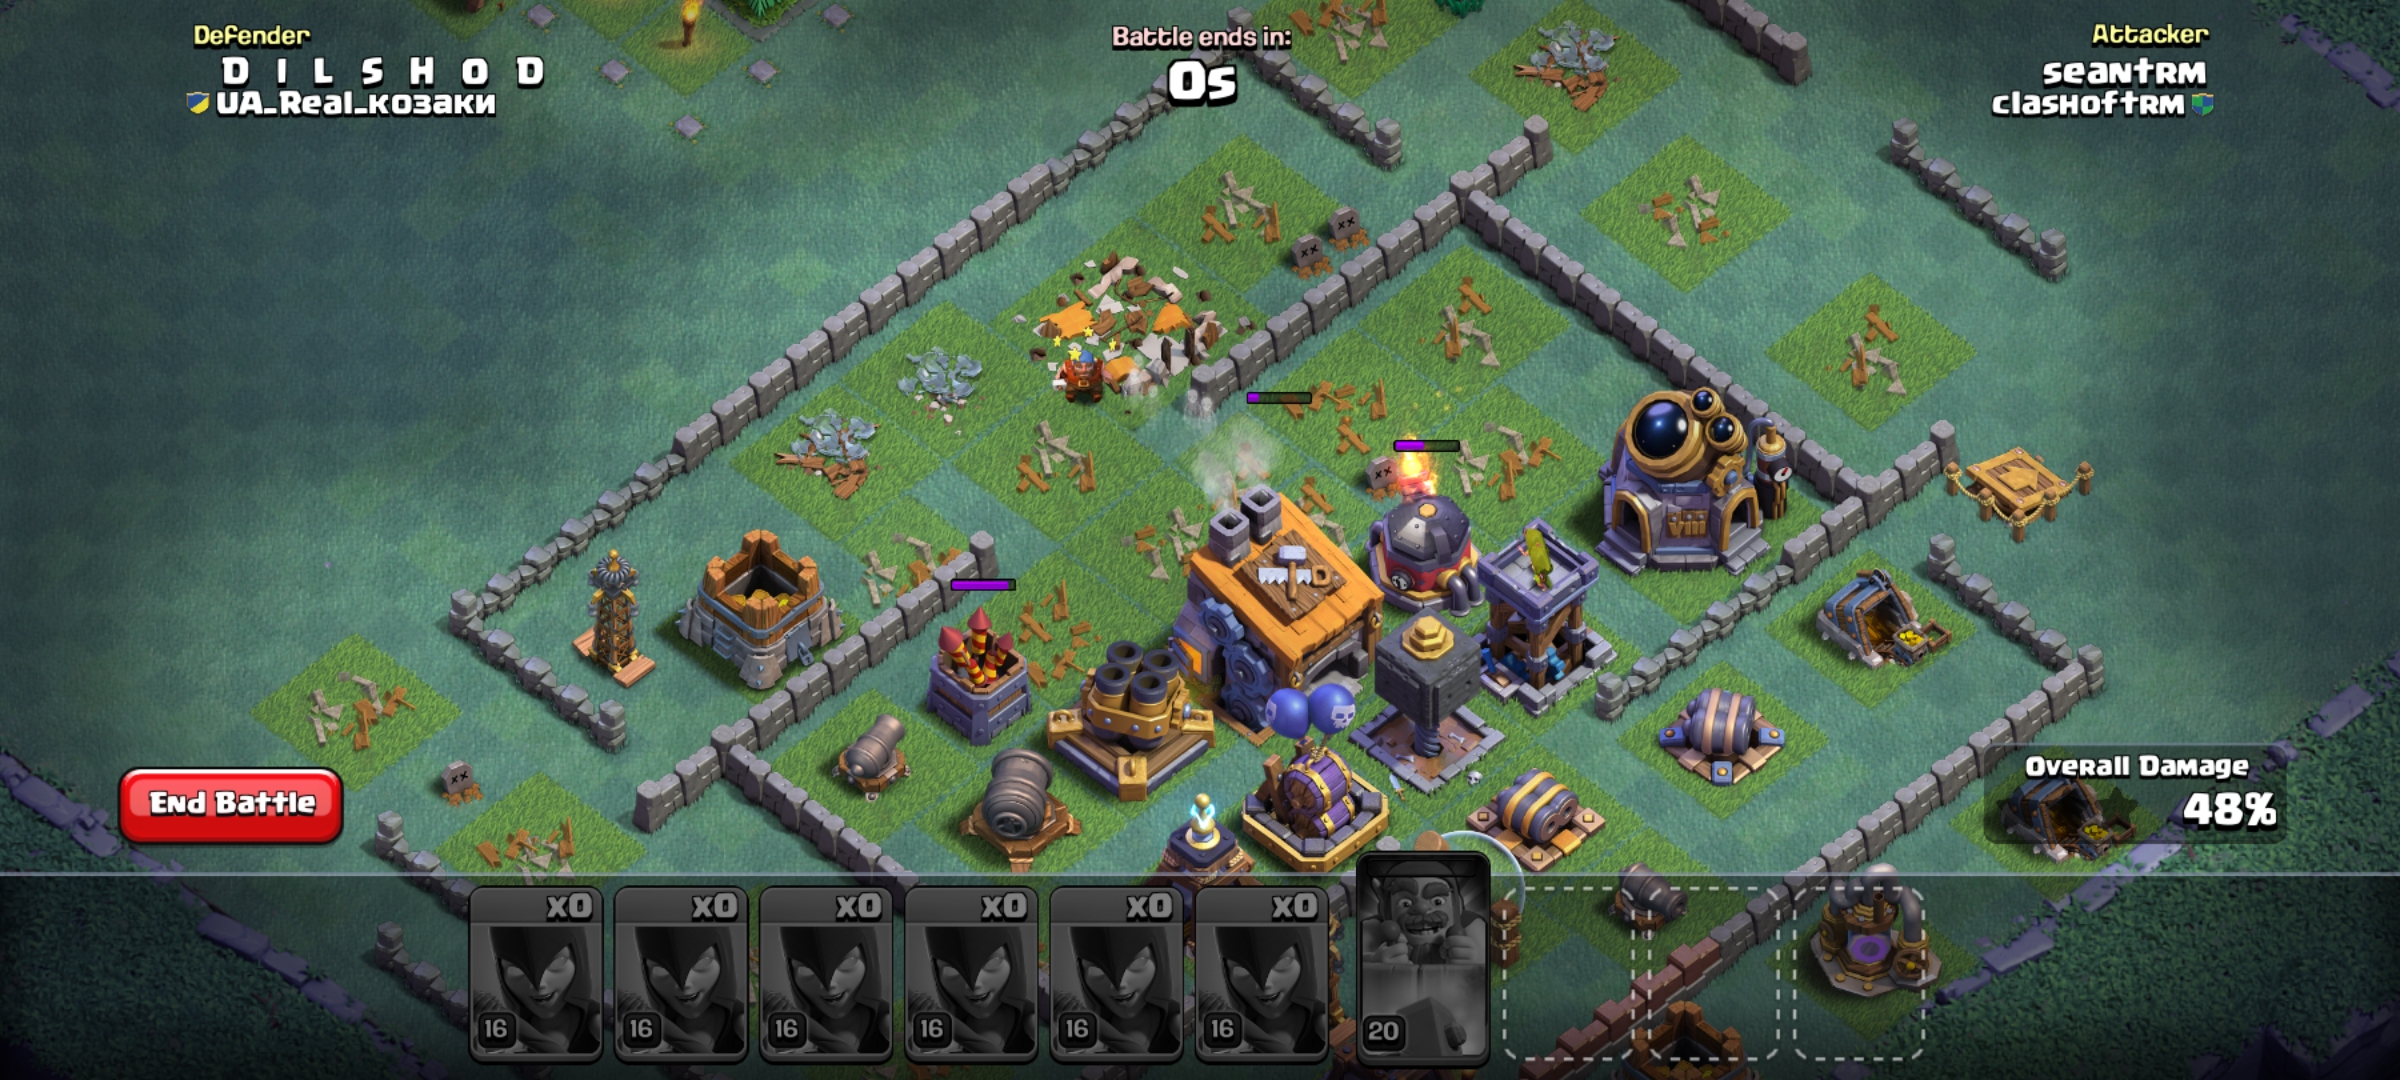 Defender
D I L S H O D
UA_Real_козаки
Battle ends in:
0s
Attacker
seantRM
clashoftRM
VIII
End Battle
Overall Damage
48%
x0
x0
x0
x0
x0
x0
16
16
16
16
16
16
20